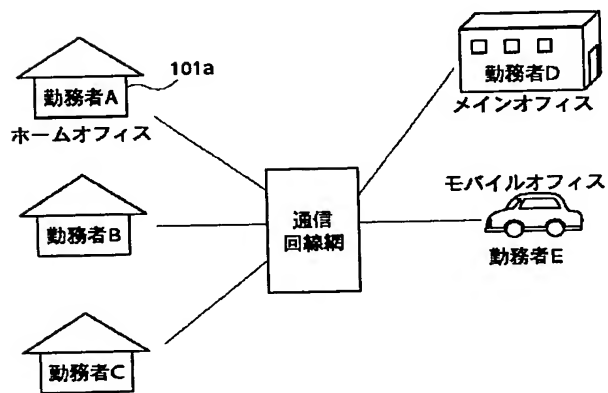 101a
勤務者A
ホームオフィス
勤務者B
勤務者C
通信
回線網
勤務者D
メインオフィス
モバイルオフィス
勤務者E